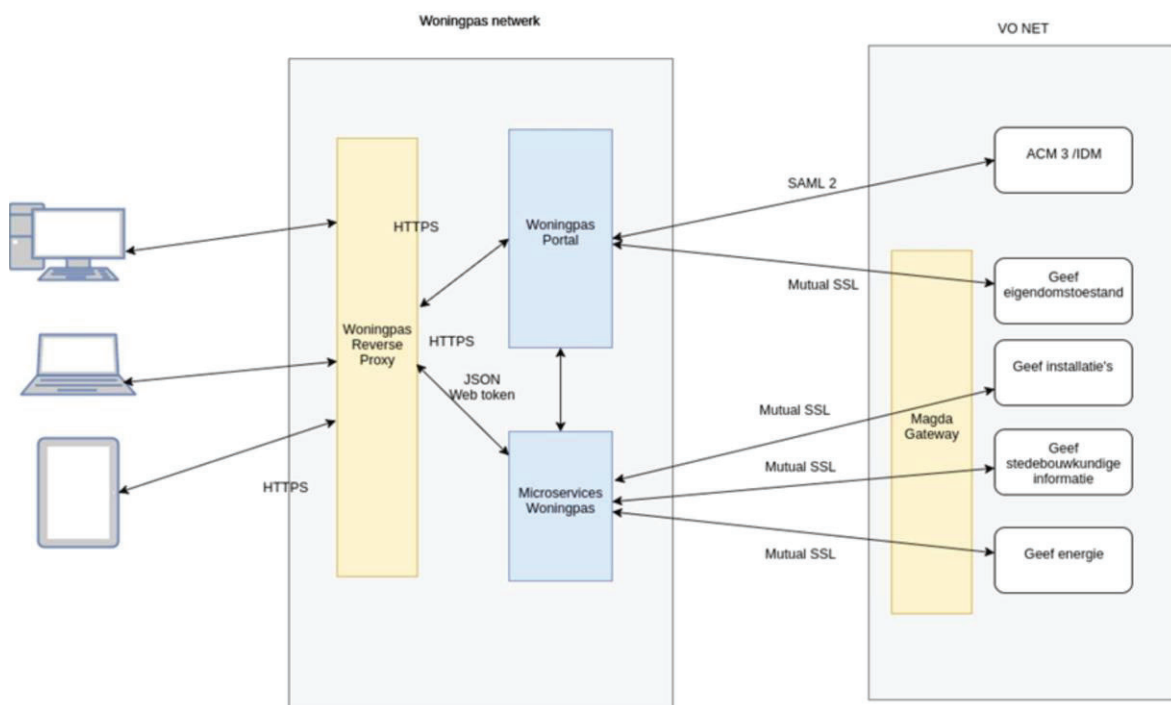 Woningpas netwerk
VO NET
ACM 3 /IDM
SAML 2
HTTPS
Woningpas
Portal
Geef
eigendomstoestand
Mutual SSL
Woningpas
Reverse
Proxy
HTTPS
JSON
Web token
Geef installatie's
Mutual SSL
Magda
Gateway
Geef
stedebouwkundige
informatie
Mutual SSL
HTTPS
Microservices
Woningpas
Mutual SSL
Geef energie